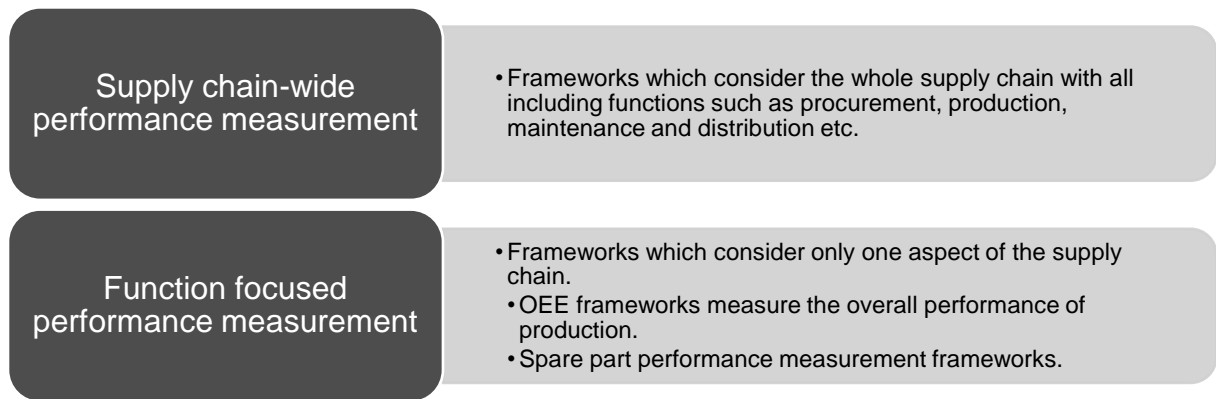 Supply chain-wide
performance measurement
• Frameworks which consider the whole supply chain with all
including functions such as procurement, production,
maintenance and distribution etc.
Function focused
performance measurement
• Frameworks which consider only one aspect of the supply
chain.
• OEE frameworks measure the overall performance of
production.
• Spare part performance measurement frameworks.